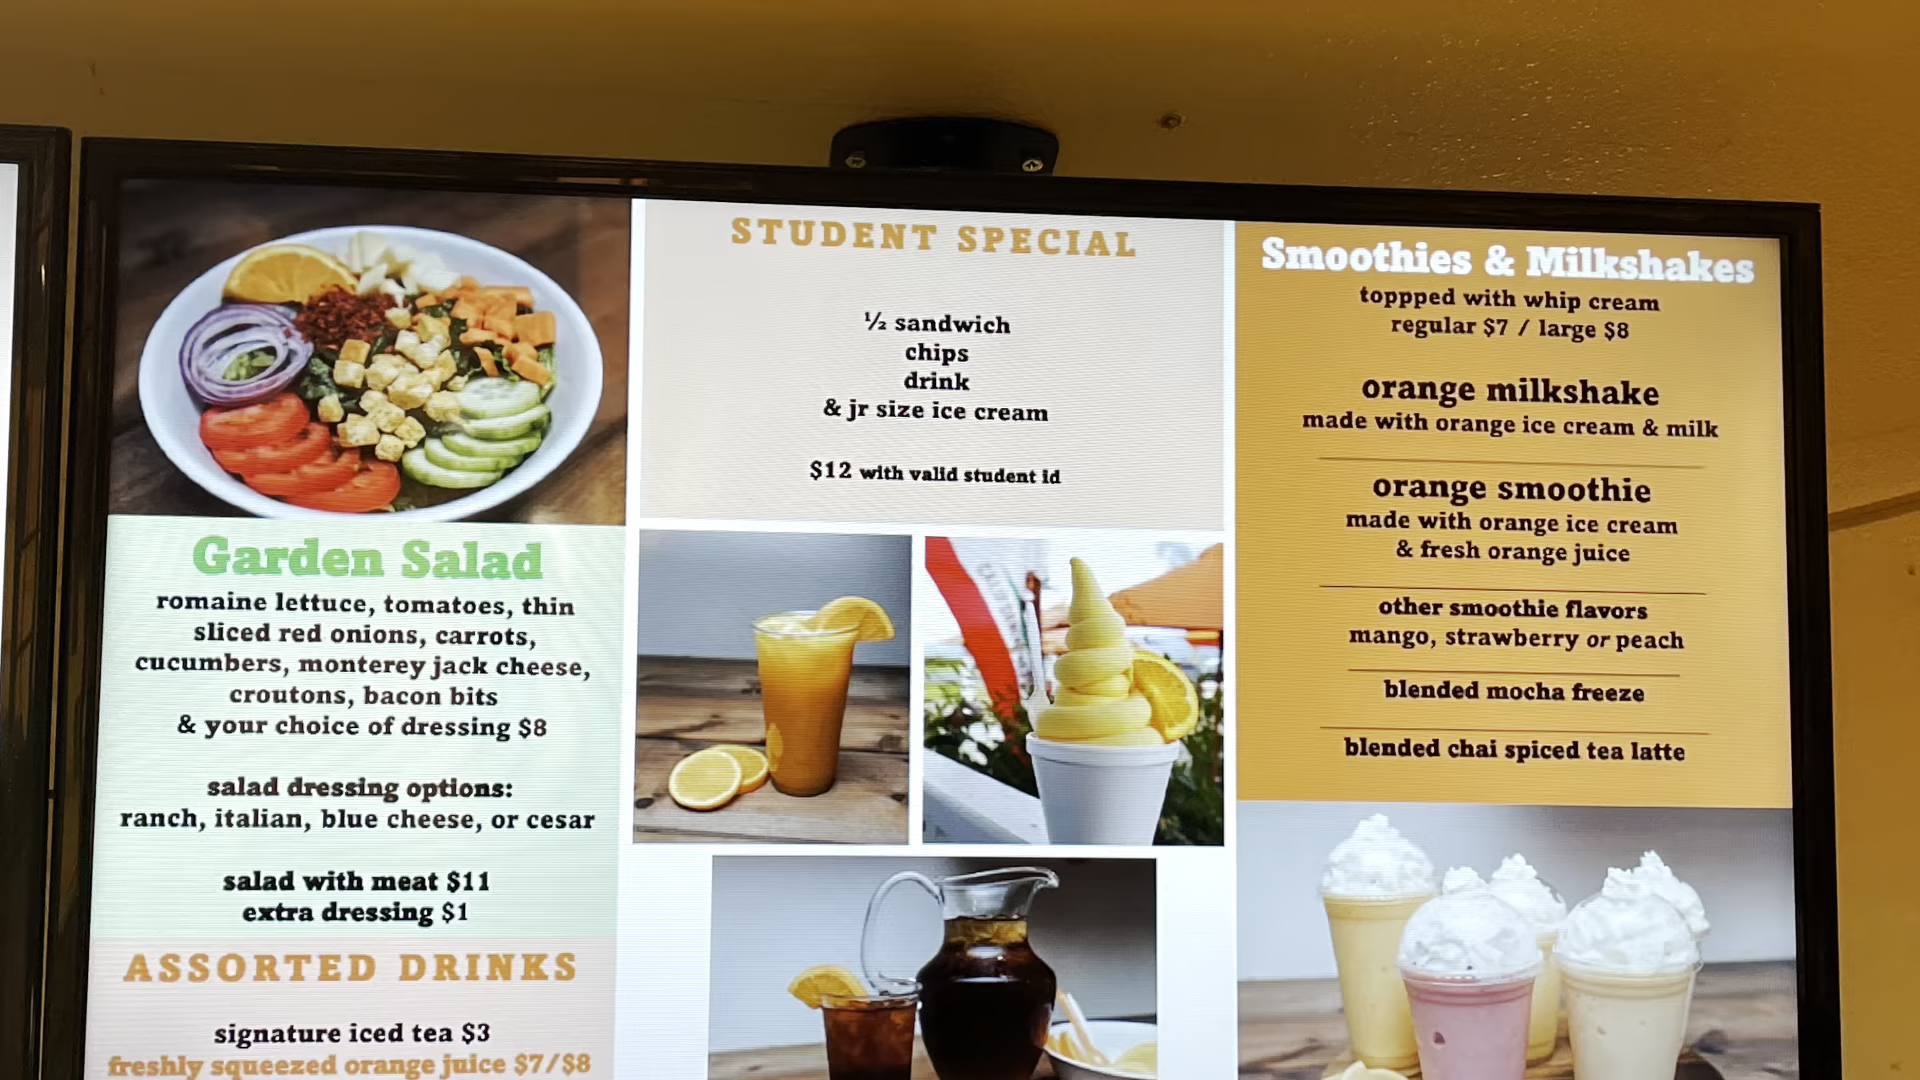 Garden Salad
romaine lettuce, tomatoes, thin
sliced red onions, carrots,
cucumbers, monterey jack cheese,
croutons, bacon bits
& your choice of dressing $8
salad dressing options:
ranch, italian, blue cheese, or cesar
salad with meat $11
extra dressing $1
ASSORTED DRINKS
signature iced tea $3
freshly squeezed orange juice $7/$8
STUDENT SPECIAL
½ sandwich
chips
drink
& jr size ice cream
$12 with valid student id
Smoothies & Milkshakes
toppped with whip cream
regular $7 / large $8
orange milkshake
made with orange ice cream & milk
orange smoothie
made with orange ice cream
& fresh orange juice
other smoothie flavors
mango, strawberry or peach
blended mocha freeze
blended chai spiced tea latte